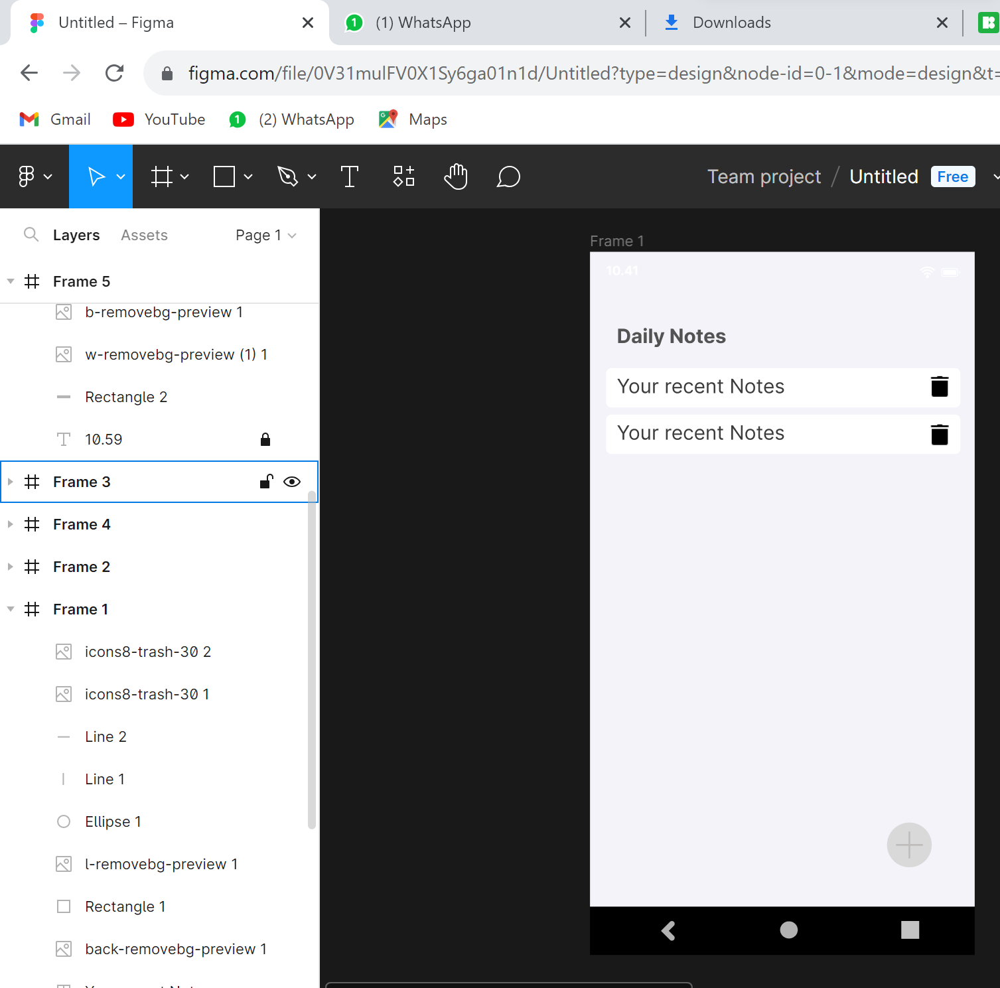 Untitled – Figma
1
(1) WhatsApp
Downloads
figma.com/file/0V31mulFV0X1Sy6ga01n1d/Untitled?type=design&node-id=0-1&mode=design&t=
Gmail
YouTube
1
(2) WhatsApp
Maps
Team project / Untitled
Free
Layers
Assets
Page 1
Frame 5
b-removebg-preview 1
w-removebg-preview (1) 1
Rectangle 2
10.59
Frame 3
Frame 4
Frame 2
Frame 1
icons8-trash-30 2
icons8-trash-30 1
Line 2
Line 1
Ellipse 1
l-removebg-preview 1
Rectangle 1
back-removebg-preview 1
Frame 1
10.41
Daily Notes
Your recent Notes
Your recent Notes